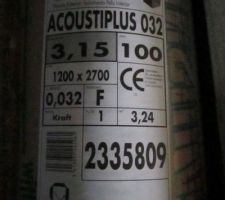 ACOUSTIPLUS 032
3,15 100
1200 x 2700 CE
0,032 F
Kraft 1 3,24
2335809